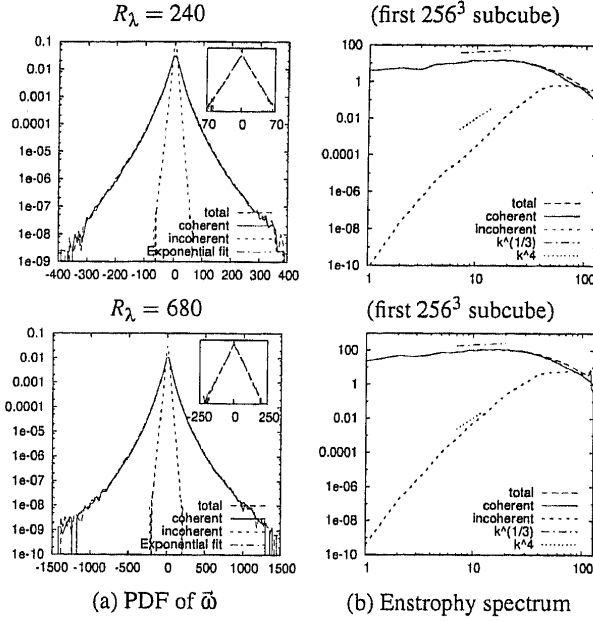 R_λ = 240
(first 256³ subcube)
0.1
0.01
0.001
0.0001
1e-05
1e-06
1e-07
1e-08
1e-09
-400 -300 -200 -100 0 100 200 300 400
70 0 70
total
coherent
incoherent
Exponential fit
100
1
0.01
0.0001
1e-06
1e-08
1e-10
1 10 100
total
coherent
incoherent
k^(1/3)
k^4
R_λ = 680
(first 256³ subcube)
0.1
0.01
0.001
0.0001
1e-05
1e-06
1e-07
1e-08
1e-09
1e-10
-1500 -1000 -500 0 500 1000 1500
-250 0 250
total
coherent
incoherent
Exponential fit
100
1
0.01
0.0001
1e-06
1e-08
1e-10
1 10 100
total
coherent
incoherent
k^(1/3)
k^4
(a) PDF of ω⃗
(b) Enstrophy spectrum